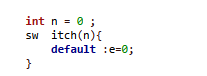 int n = 0 ;
sw  itch(n){
    default :e=0;
}